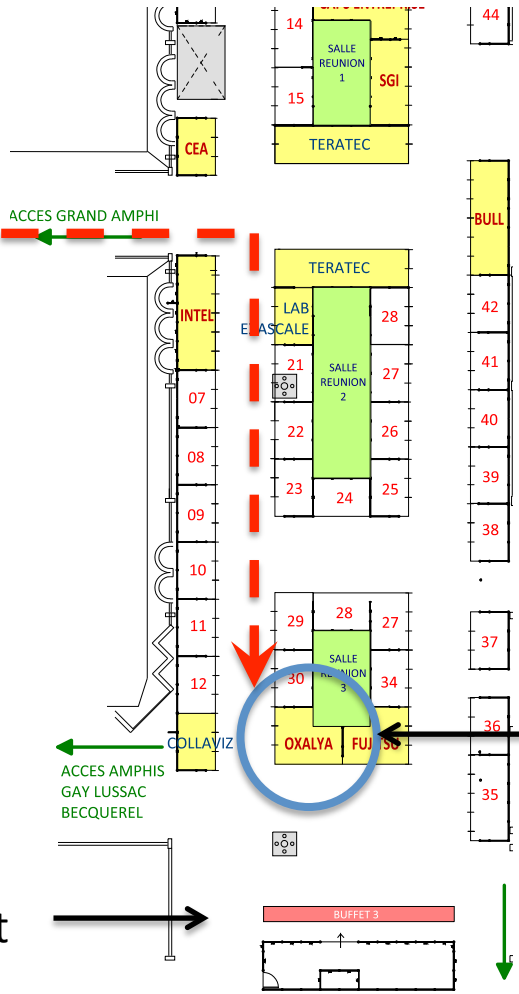 14
SALLE
REUNION
1
SGI
15
44
CEA
TERATEC
ACCES GRAND AMPHI
BULL
TERATEC
INTEL
LAB
EXASCALE
28
42
21
SALLE
REUNION
2
27
41
07
22
26
40
08
23
24
25
39
09
38
10
29
28
27
11
37
30
SALLE
REUNION
3
34
12
36
COLLAVIZ
OXALYA
FUJITSU
ACCES AMPHIS
GAY LUSSAC
BECQUEREL
35
BUFFET 3
t